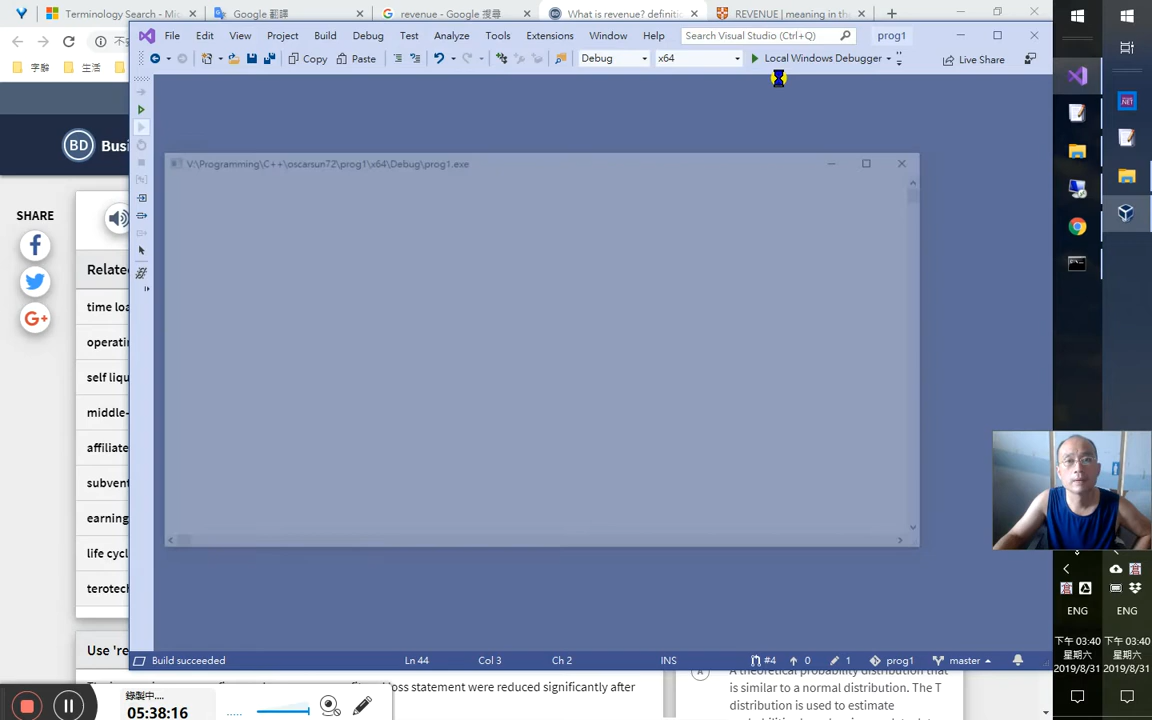 Terminology Search - Mi
Google 翻譯
revenue - Google 搜尋
What is revenue? definitio
REVENUE | meaning in the
File Edit View Project Build Debug Test Analyze Tools Extensions Window Help
Search Visual Studio (Ctrl+Q)
prog1
字辭
生活
Copy Paste
Debug
x64
Local Windows Debugger
Live Share
BD Busi
V:\Programming\C++\oscarsun72\prog1\x64\Debug\prog1.exe
SHARE
Relate
time loa
operatin
self liqu
middle-
affiliate
subvent
earning
life cycl
terotech
Use 're
Build succeeded
Ln 44
Col 3
Ch 2
INS
#4
0
1
prog1
master
oss statement were reduced significantly after
A theoretical probability distribution that
is similar to a normal distribution. The T
distribution is used to estimate
錄製中...
05:38:16
ENG
ENG
下午 03:40
星期六
2019/8/31
下午 03:40
星期六
2019/8/31